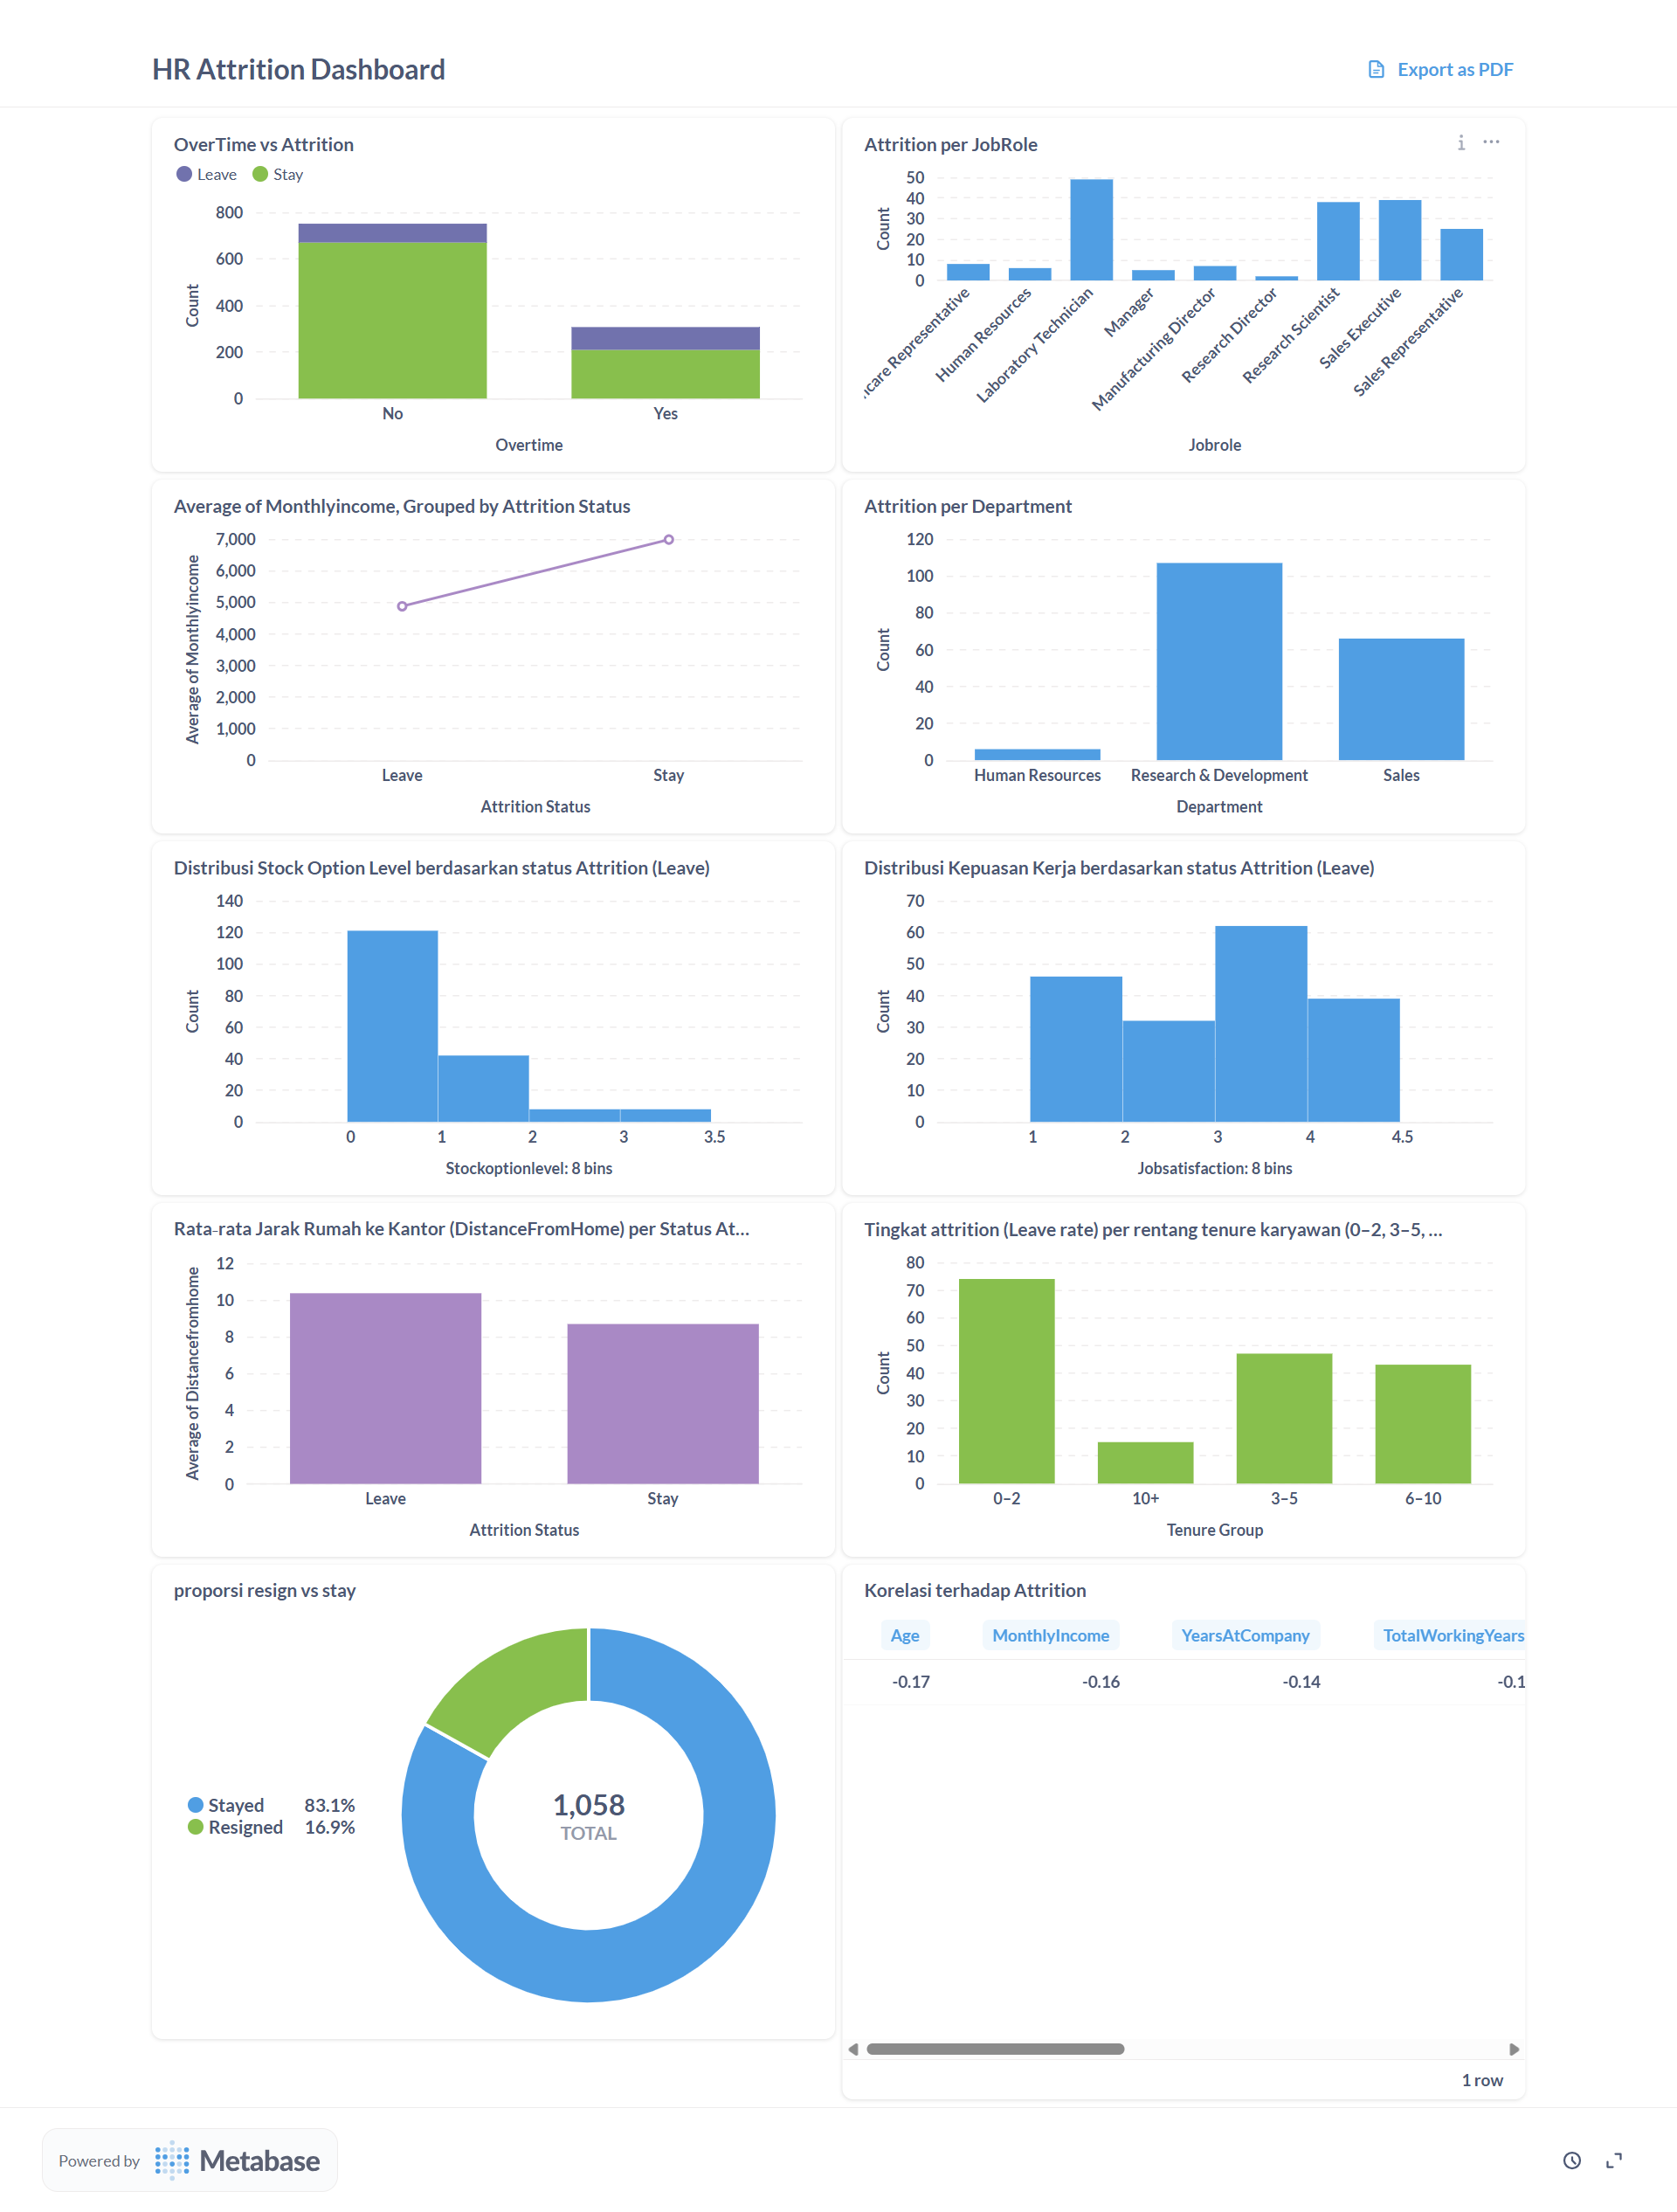 HR Attrition Dashboard
Export as PDF
OverTime vs Attrition
Leave Stay
800
600
400
200
0
Count
No Yes
Overtime
Attrition per JobRole
50
40
30
20
10
0
Count
Representative
Human Resources
Laboratory Technician
Manager
Manufacturing Director
Research Director
Research Scientist
Sales Executive
Sales Representative
Jobrole
Average of Monthlyincome, Grouped by Attrition Status
7,000
6,000
5,000
4,000
3,000
2,000
1,000
0
Average of Monthlyincome
Leave Stay
Attrition Status
Attrition per Department
120
100
80
60
40
20
0
Count
Human Resources Research & Development Sales
Department
Distribusi Stock Option Level berdasarkan status Attrition (Leave)
140
120
100
80
60
40
20
0
Count
0 1 2 3 3.5
Stockoptionlevel: 8 bins
Distribusi Kepuasan Kerja berdasarkan status Attrition (Leave)
70
60
50
40
30
20
10
0
Count
1 2 3 4 4.5
Jobsatisfaction: 8 bins
Rata-rata Jarak Rumah ke Kantor (DistanceFromHome) per Status At...
12
10
8
6
4
2
0
Average of Distancefromhome
Leave Stay
Attrition Status
Tingkat attrition (Leave rate) per rentang tenure karyawan (0–2, 3–5, ...
80
70
60
50
40
30
20
10
0
Count
0–2 10+ 3–5 6–10
Tenure Group
proporsi resign vs stay
Stayed 83.1%
Resigned 16.9%
1,058
TOTAL
Korelasi terhadap Attrition
Age MonthlyIncome YearsAtCompany TotalWorkingYears
-0.17 -0.16 -0.14 -0.1
1 row
Powered by Metabase